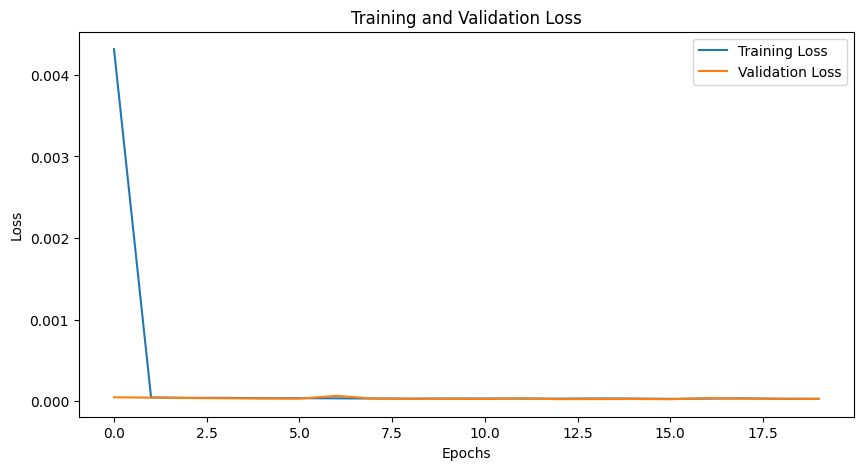 Training and Validation Loss
Training Loss
Validation Loss
0.004
0.003
0.002
0.001
0.000
Loss
0.0 2.5 5.0 7.5 10.0 12.5 15.0 17.5
Epochs